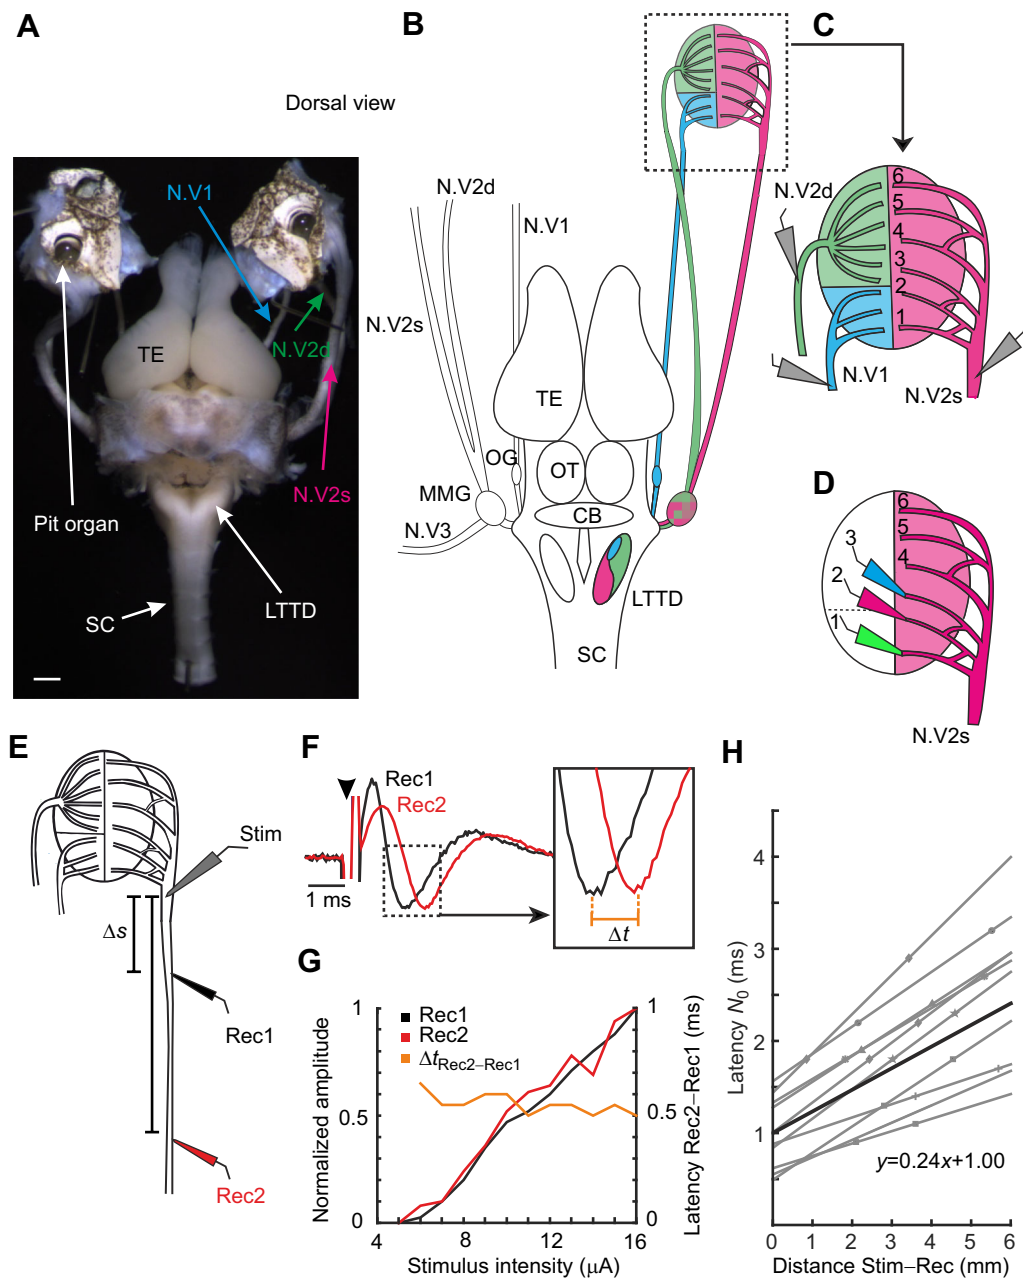 A
Dorsal view
N.V1
N.V2d
N.V2s
TE
Pit organ
SC
LTTD
B
N.V2d
N.V1
N.V2s
TE
OG
OT
MMG
CB
N.V3
LTTD
SC
C
N.V2d
6
5
4
3
2
1
N.V1
N.V2s
D
6
5
4
3
2
1
N.V2s
E
Stim
Δs
Rec1
Rec2
F
Rec1
Rec2
1 ms
Δt
G
Rec1
Rec2
ΔtRec2–Rec1
Normalized amplitude
1
0.5
0
Latency Rec2–Rec1 (ms)
1
0.5
0
4 8 12 16
Stimulus intensity (μA)
H
Latency N0 (ms)
4
3
2
1
y=0.24x+1.00
0 1 2 3 4 5 6
Distance Stim–Rec (mm)